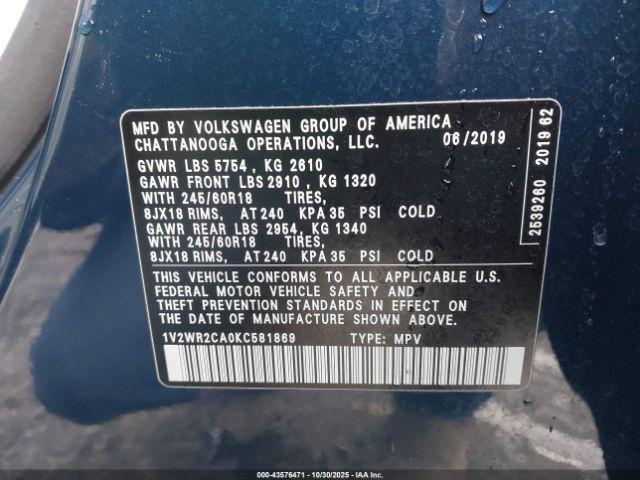 MFD BY VOLKSWAGEN GROUP OF AMERICA
CHATTANOOGA OPERATIONS, LLC. 06/2019
GVWR LBS 5754 , KG 2610
GAWR FRONT LBS 2910 , KG 1320
WITH 245/60R18 TIRES,
8JX18 RIMS, AT 240 KPA 35 PSI COLD
GAWR REAR LBS 2954, KG 1340
WITH 245/60R18 TIRES,
8JX18 RIMS, AT 240 KPA 35 PSI COLD
THIS VEHICLE CONFORMS TO ALL APPLICABLE U.S.
FEDERAL MOTOR VEHICLE SAFETY AND
THEFT PREVENTION STANDARDS IN EFFECT ON
THE DATE OF MANUFACTURE SHOWN ABOVE.
1V2WR2CA0KC581869 TYPE: MPV
2539260 2019 62
000-43576471 - 10/30/2025 - IAA Inc.